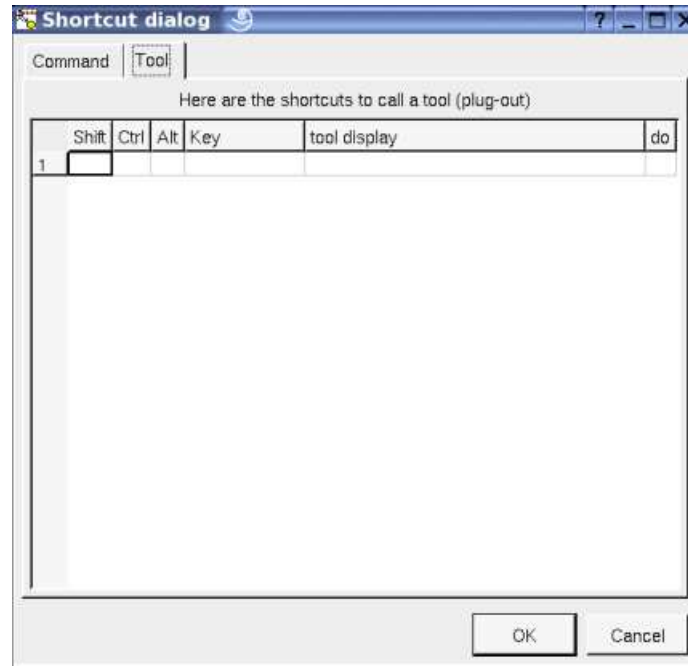 Shortcut dialog
Command Tool
Here are the shortcuts to call a tool (plug-out)
Shift Ctrl Alt Key tool display do
1
OK Cancel